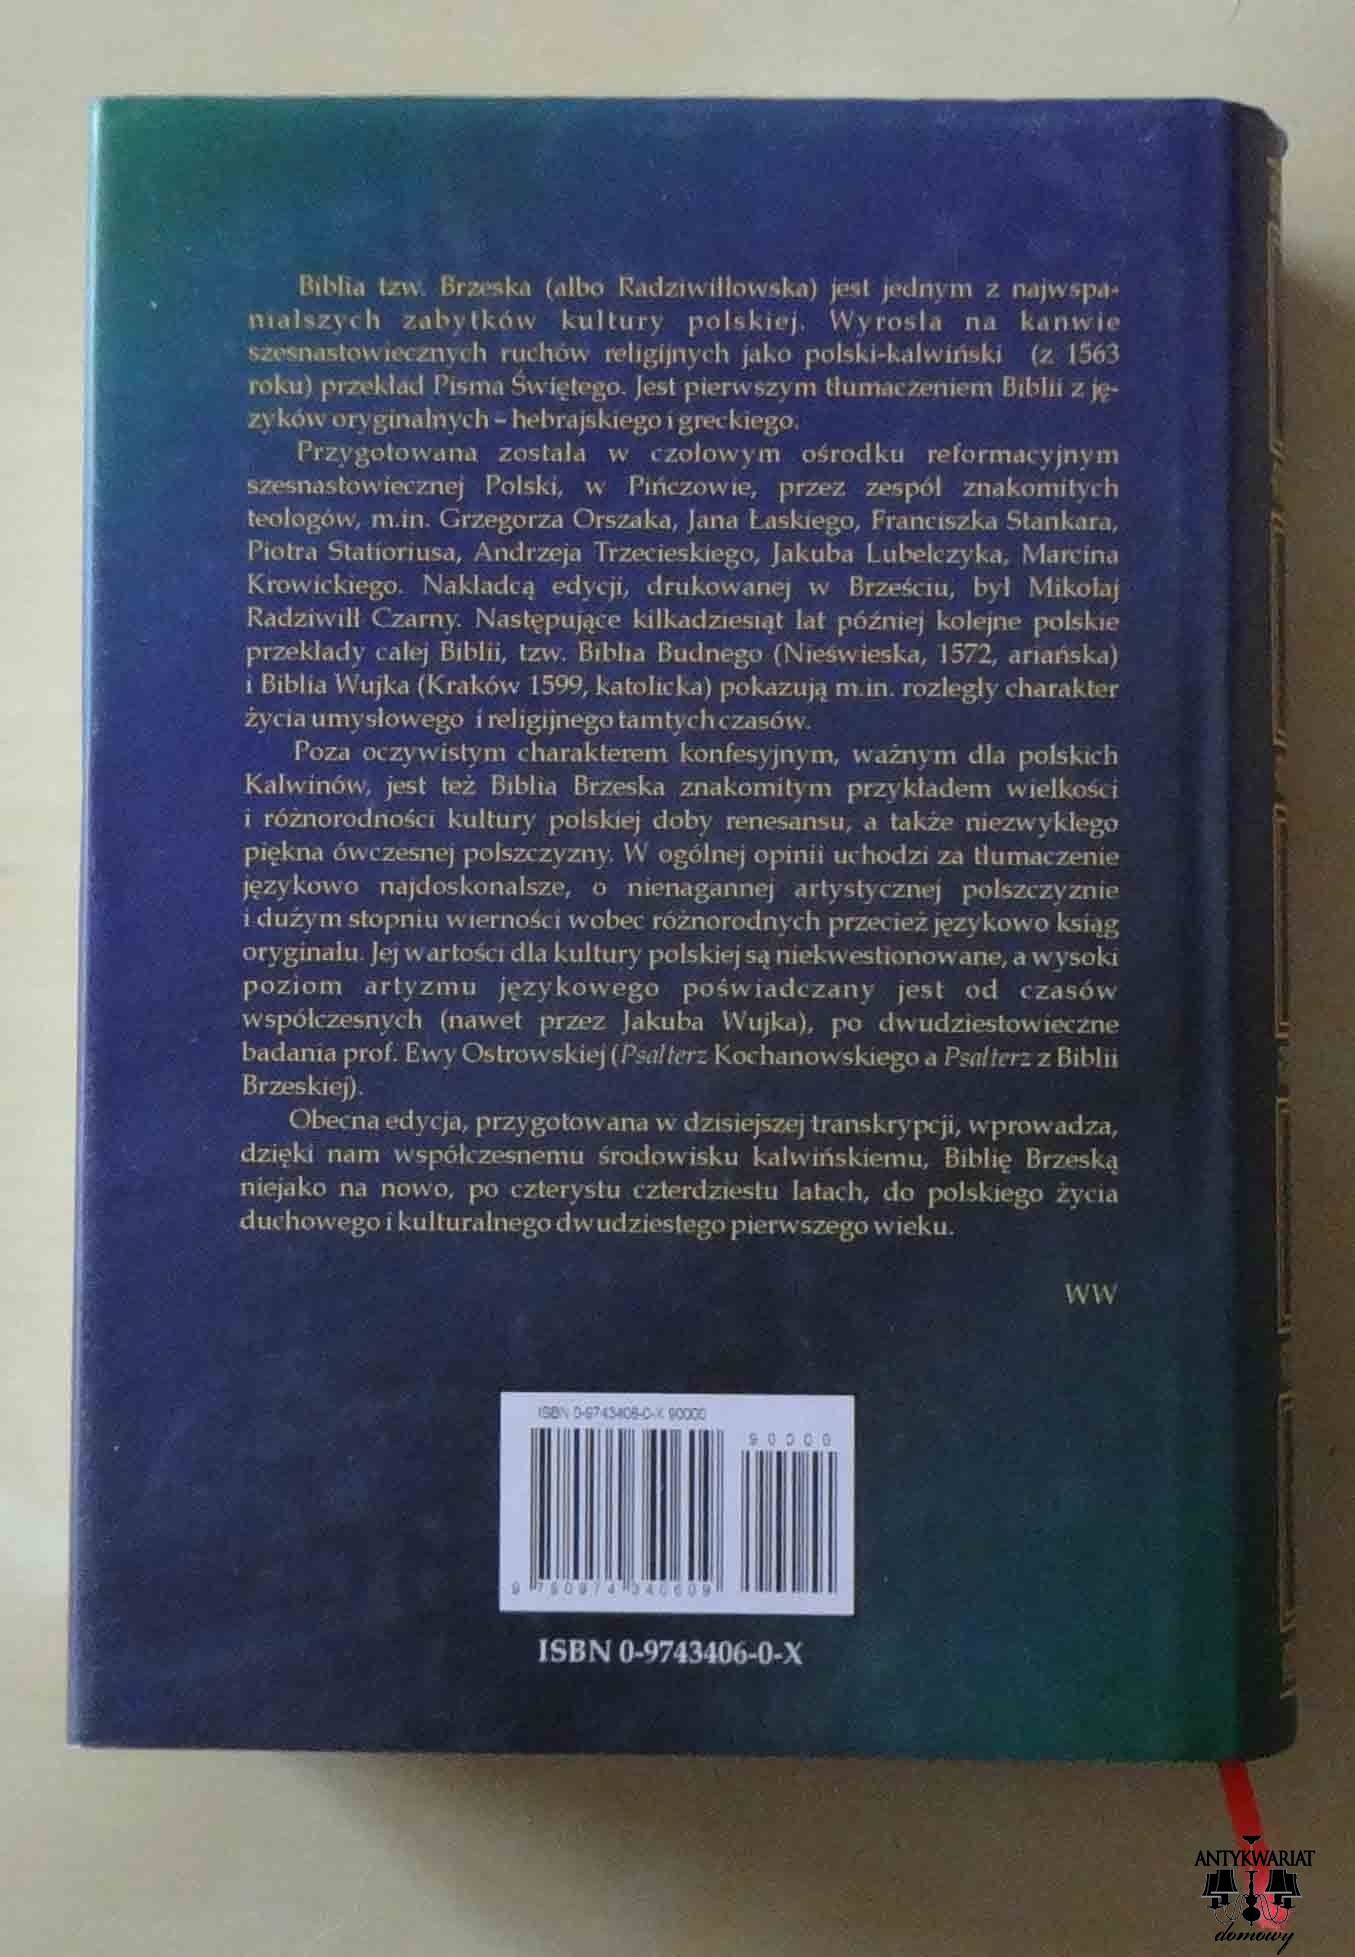 Biblia tzw. Brzeska (albo Radziwiłłowska) jest jednym z najwspa-
nialszych zabytków kultury polskiej. Wyrosła na kanwie
szesnastowiecznych ruchów religijnych jako polski-kalwiński (z 1563
roku) przekład Pisma Świętego. Jest pierwszym tłumaczeniem Biblii z ję-
zyków oryginalnych – hebrajskiego i greckiego.
Przygotowana została w czołowym ośrodku reformacyjnym
szesnastowiecznej Polski, w Pińczowie, przez zespół znakomitych
teologów, m.in. Grzegorza Orszaka, Jana Łaskiego, Franciszka Stankara,
Piotra Statioriusa, Andrzeja Trzecieskiego, Jakuba Lubelczyka, Marcina
Krowickiego. Nakładcą edycji, drukowanej w Brześciu, był Mikołaj
Radziwiłł Czarny. Następujące kilkadziesiąt lat później kolejne polskie
przekłady całej Biblii, tzw. Biblia Budnego (Nieświeska, 1572, ariańska)
i Biblia Wujka (Kraków 1599, katolicka) pokazują m.in. rozległy charakter
życia umysłowego i religijnego tamtych czasów.
Poza oczywistym charakterem konfesyjnym, ważnym dla polskich
Kalwinów, jest też Biblia Brzeska znakomitym przykładem wielkości
i różnorodności kultury polskiej doby renesansu, a także niezwykłego
piękna ówczesnej polszczyzny. W ogólnej opinii uchodzi za tłumaczenie
językowo najdoskonalsze, o nienagannej artystycznej polszczyznie
i dużym stopniu wierności wobec różnorodnych przecież językowo ksiąg
oryginału. Jej wartości dla kultury polskiej są niekwestionowane, a wysoki
poziom artyzmu językowego poświadczany jest od czasów
współczesnych (nawet przez Jakuba Wujka), po dwudziestowieczne
badania prof. Ewy Ostrowskiej (Psałterz Kochanowskiego a Psałterz z Biblii
Brzeskiej).
Obecna edycja, przygotowana w dzisiejszej transkrypcji, wprowadza,
dzięki nam współczesnemu środowisku kalwińskiemu, Biblię Brzeską
niejako na nowo, po czterystu czterdziestu latach, do polskiego życia
duchowego i kulturalnego dwudziestego pierwszego wieku.
WW
ISBN 0-9743406-0-X 90000
90000
9 780974 340609
ISBN 0-9743406-0-X
ANTYKWARIAT
domowy